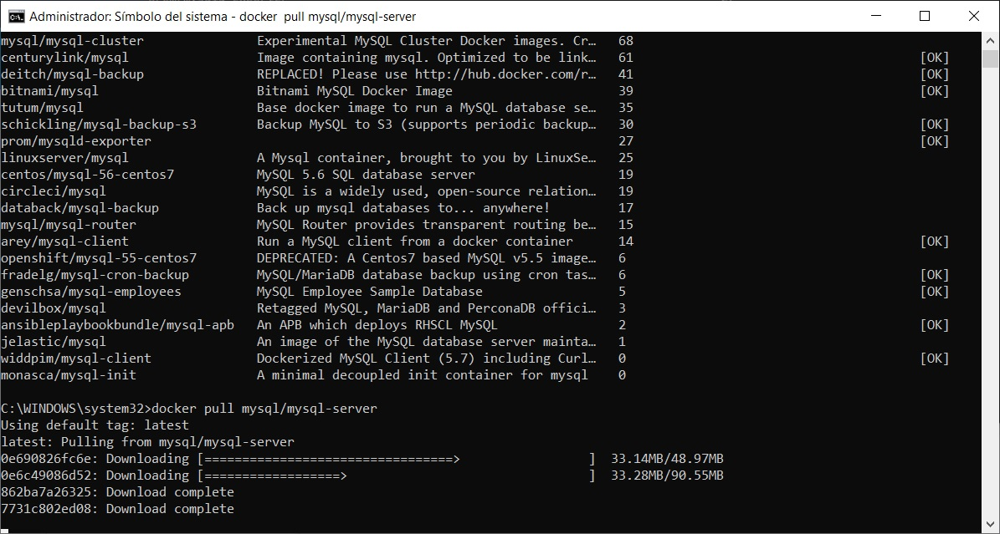 Administrador: Símbolo del sistema - docker  pull mysql/mysql-server
mysql/mysql-cluster               Experimental MySQL Cluster Docker images. Cr…   68
centurylink/mysql                 Image containing mysql. Optimized to be link…   61                                      [OK]
deitch/mysql-backup               REPLACED! Please use http://hub.docker.com/r…   41                                      [OK]
bitnami/mysql                     Bitnami MySQL Docker Image                      39                                      [OK]
tutum/mysql                       Base docker image to run a MySQL database se…   35
schickling/mysql-backup-s3        Backup MySQL to S3 (supports periodic backup…   30                                      [OK]
prom/mysqld-exporter                                                              27                                      [OK]
linuxserver/mysql                 A Mysql container, brought to you by LinuxSe…   25
centos/mysql-56-centos7           MySQL 5.6 SQL database server                   19
circleci/mysql                    MySQL is a widely used, open-source relation…   19
databack/mysql-backup             Back up mysql databases to... anywhere!         17
mysql/mysql-router                MySQL Router provides transparent routing be…   15
arey/mysql-client                 Run a MySQL client from a docker container      14                                      [OK]
openshift/mysql-55-centos7        DEPRECATED: A Centos7 based MySQL v5.5 image…   6
fradelg/mysql-cron-backup         MySQL/MariaDB database backup using cron tas…   6                                       [OK]
genschsa/mysql-employees          MySQL Employee Sample Database                  5                                       [OK]
devilbox/mysql                    Retagged MySQL, MariaDB and PerconaDB offici…   3
ansibleplaybookbundle/mysql-apb   An APB which deploys RHSCL MySQL                2                                       [OK]
jelastic/mysql                    An image of the MySQL database server mainta…   1
widdpim/mysql-client              Dockerized MySQL Client (5.7) including Curl…   0                                       [OK]
monasca/mysql-init                A minimal decoupled init container for mysql    0
C:\WINDOWS\system32>docker pull mysql/mysql-server
Using default tag: latest
latest: Pulling from mysql/mysql-server
0e690826fc6e: Downloading [=================================>                 ]  33.14MB/48.97MB
0e6c49086d52: Downloading [==================>                                ]  33.28MB/90.55MB
862ba7a26325: Download complete
7731c802ed08: Download complete